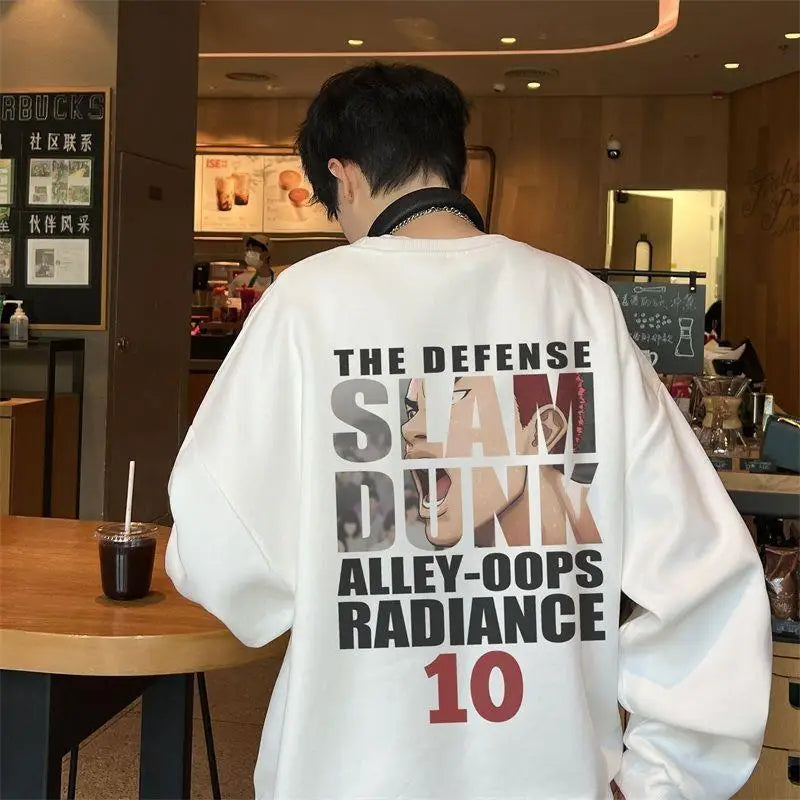 RBUCKS
社区联系
伙伴风采
THE DEFENSE
SLAM
DUNK
ALLEY-OOPS
RADIANCE
10